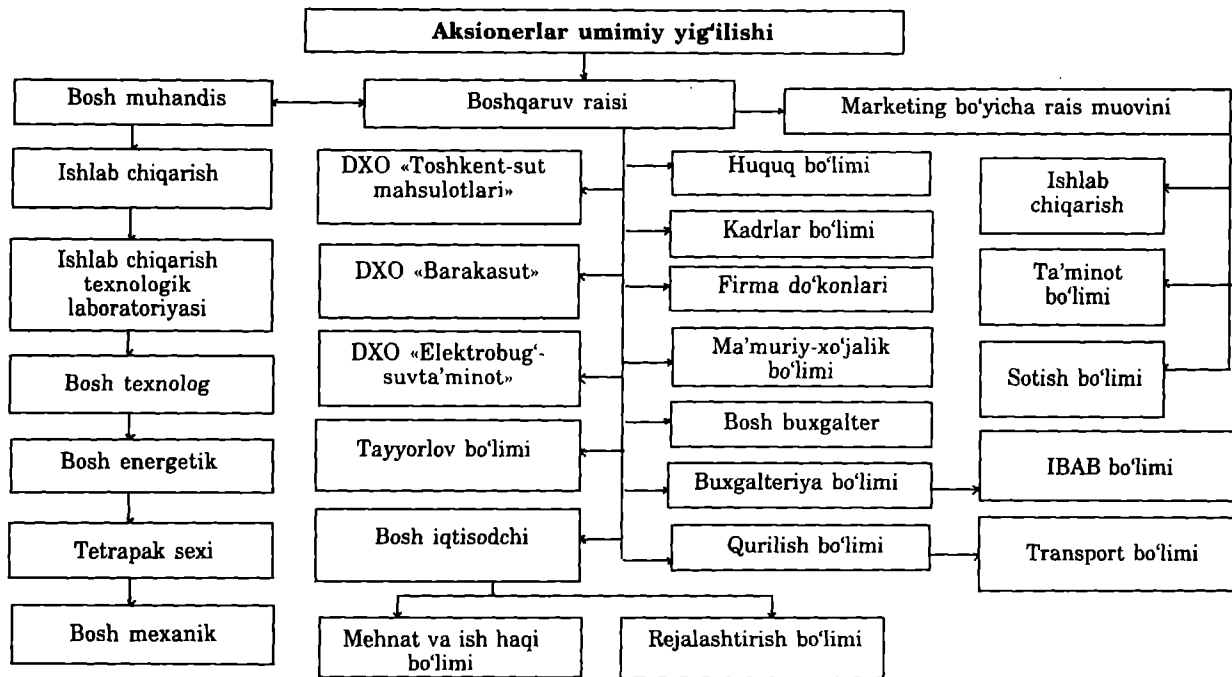 Aksionerlar umimiy yig‘ilishi
Bosh muhandis
Boshqaruv raisi
Marketing bo‘yicha rais muovini
Ishlab chiqarish
Ishlab chiqarish
texnologik
laboratoriyasi
Bosh texnolog
Bosh energetik
Tetrapak sexi
Bosh mexanik
DXO «Toshkent-sut
mahsulotlari»
DXO «Barakasut»
DXO «Elektrobug‘-
suvta’minot»
Tayyorlov bo‘limi
Bosh iqtisodchi
Mehnat va ish haqi
bo‘limi
Rejalashtirish bo‘limi
Huquq bo‘limi
Kadrlar bo‘limi
Firma do‘konlari
Ma’muriy-xo‘jalik
bo‘limi
Bosh buxgalter
Buxgalteriya bo‘limi
Qurilish bo‘limi
Ishlab
chiqarish
Ta’minot
bo‘limi
Sotish bo‘limi
IBAB bo‘limi
Transport bo‘limi